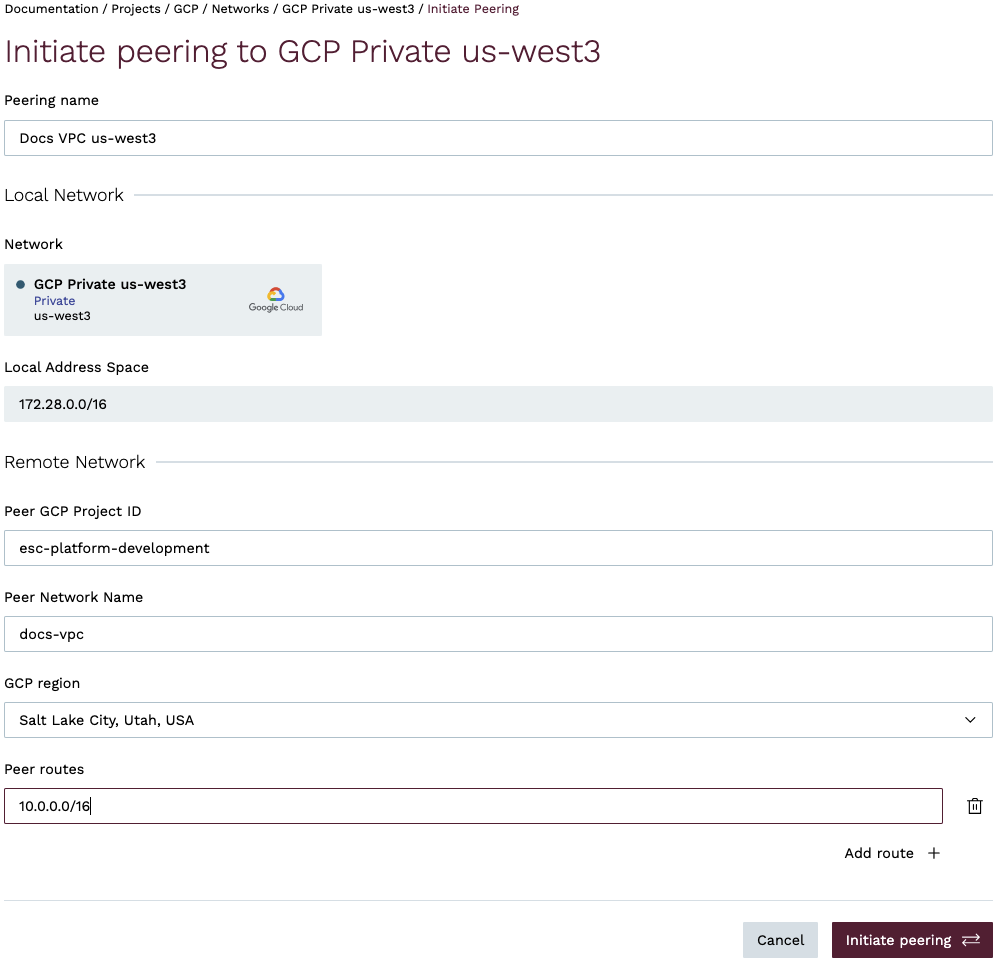 Documentation / Projects / GCP / Networks / GCP Private us-west3 / Initiate Peering
Initiate peering to GCP Private us-west3
Peering name
Docs VPC us-west3
Local Network
Network
GCP Private us-west3
Private
us-west3
Google Cloud
Local Address Space
172.28.0.0/16
Remote Network
Peer GCP Project ID
esc-platform-development
Peer Network Name
docs-vpc
GCP region
Salt Lake City, Utah, USA
Peer routes
10.0.0.0/16
Add route
Cancel
Initiate peering